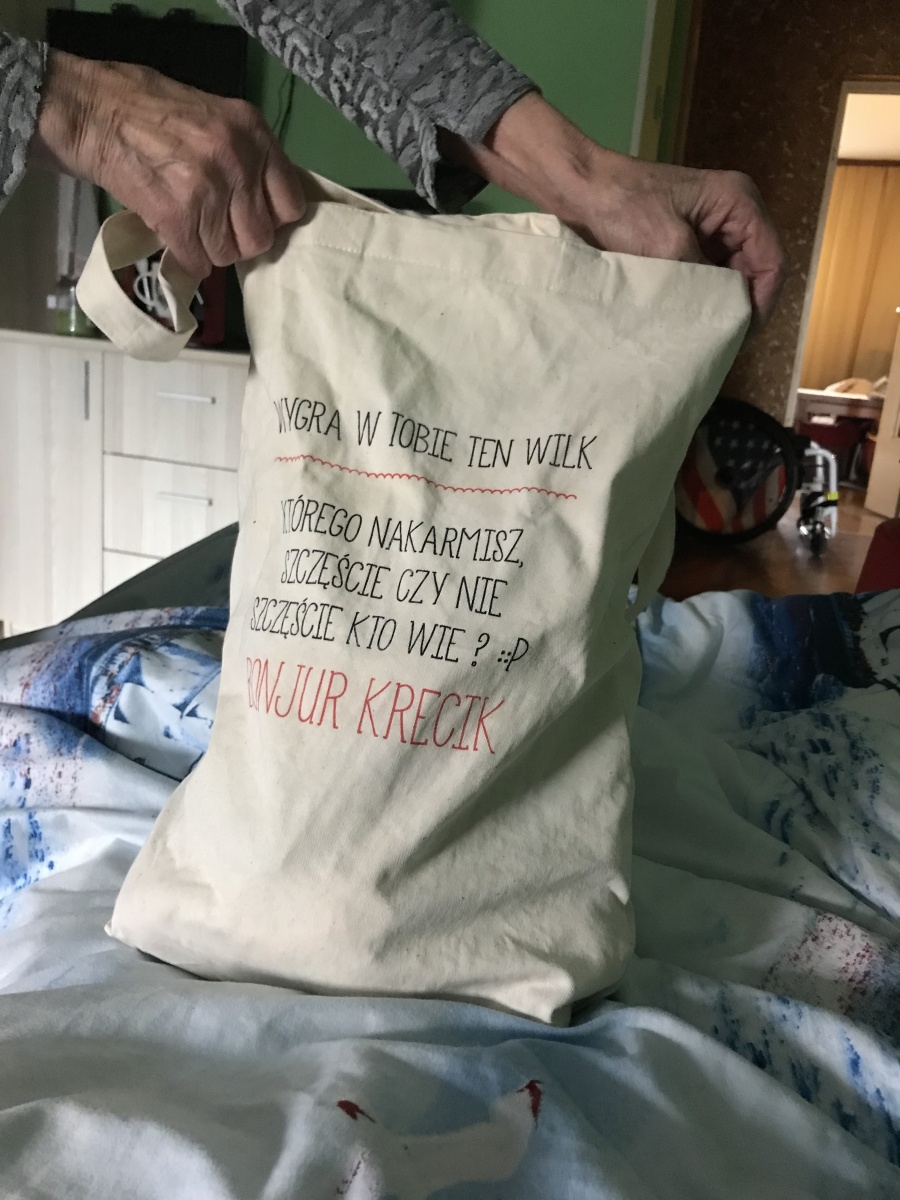 WYGRA W TOBIE TEN WILK
KTÓREGO NAKARMISZ,
SZCZĘŚCIE CZY NIE
SZCZĘŚCIE KTO WIE ? ::P
BONJUR KRECIK